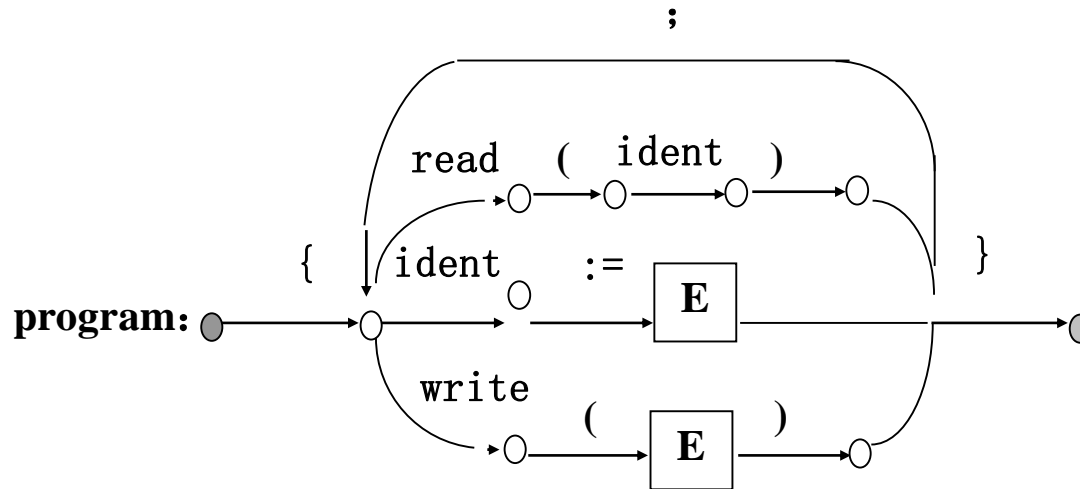 ;
read ( ident )
{ ident := E }
program:
write
( E )